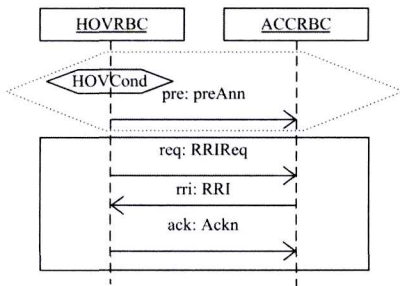 HOVRBC ACCRBC
HOVCond
pre: preAnn
req: RRIReq
rri: RRI
ack: Ackn